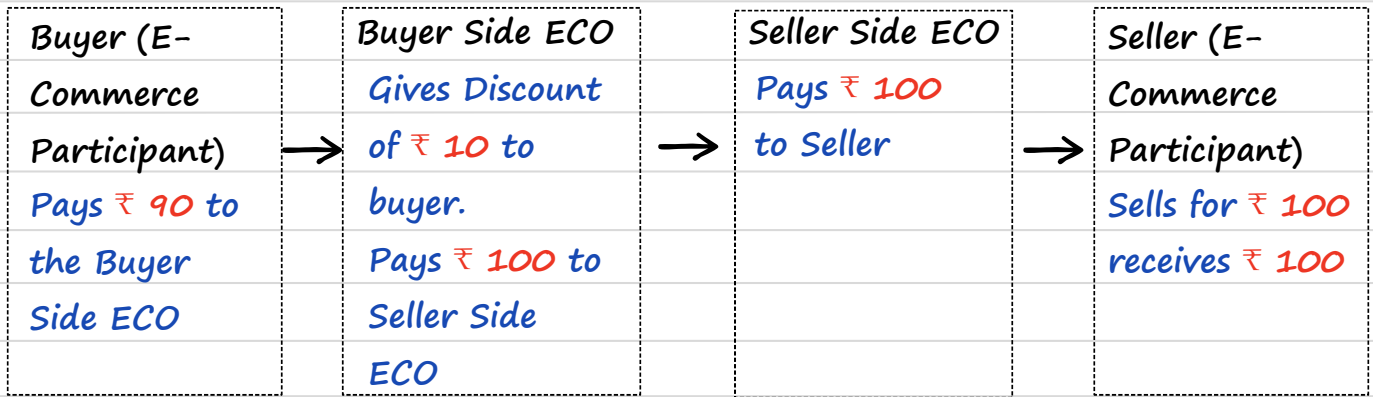 Buyer (E-
Commerce
Participant)
Pays ₹ 90 to
the Buyer
Side ECO
Buyer Side ECO
Gives Discount
of ₹ 10 to
buyer.
Pays ₹ 100 to
Seller Side
ECO
Seller Side ECO
Pays ₹ 100
to Seller
Seller (E-
Commerce
Participant)
Sells for ₹ 100
receives ₹ 100